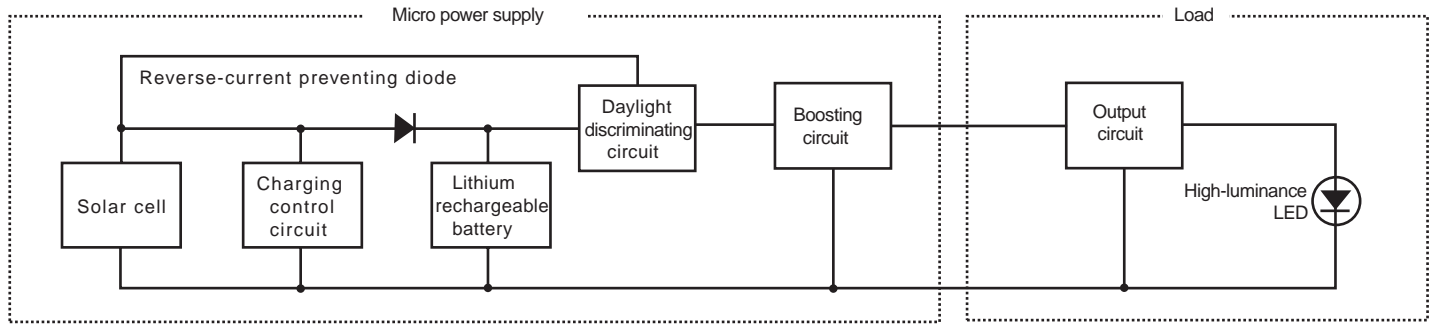 Micro power supply
Load
Reverse-current preventing diode
Daylight
discriminating
circuit
Boosting
circuit
Output
circuit
Solar cell
Charging
control
circuit
Lithium
rechargeable
battery
High-luminance
LED